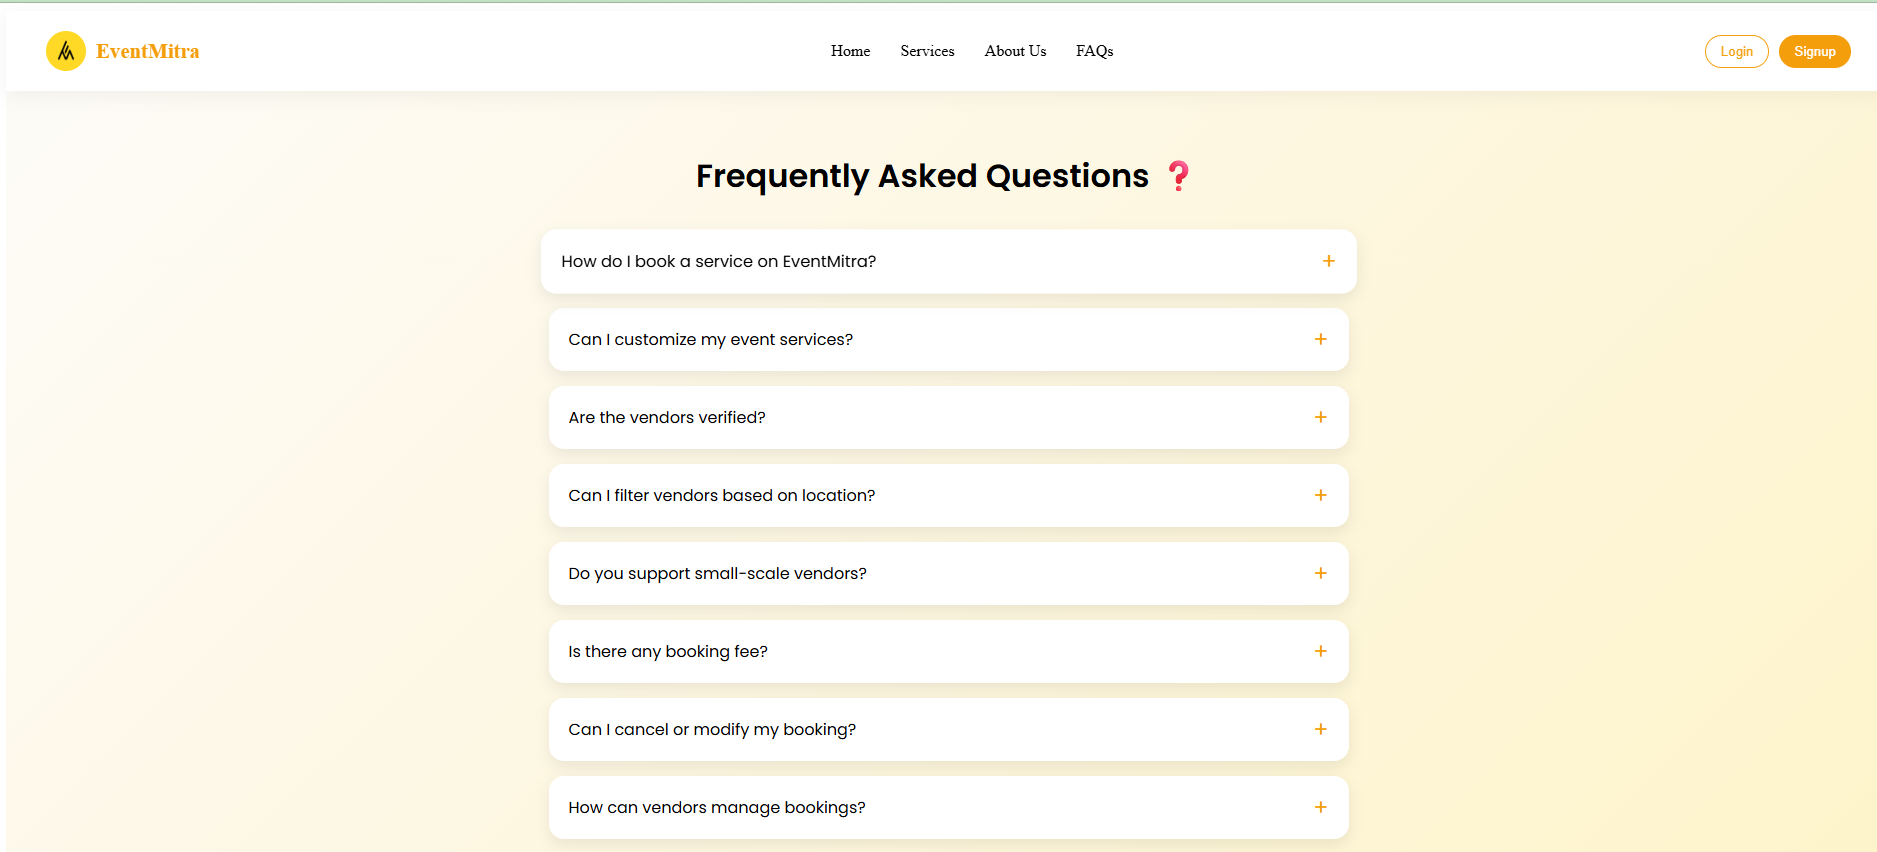 EventMitra
Home Services About Us FAQs
Login Signup
Frequently Asked Questions ❓
How do I book a service on EventMitra? +
Can I customize my event services? +
Are the vendors verified? +
Can I filter vendors based on location? +
Do you support small-scale vendors? +
Is there any booking fee? +
Can I cancel or modify my booking? +
How can vendors manage bookings? +